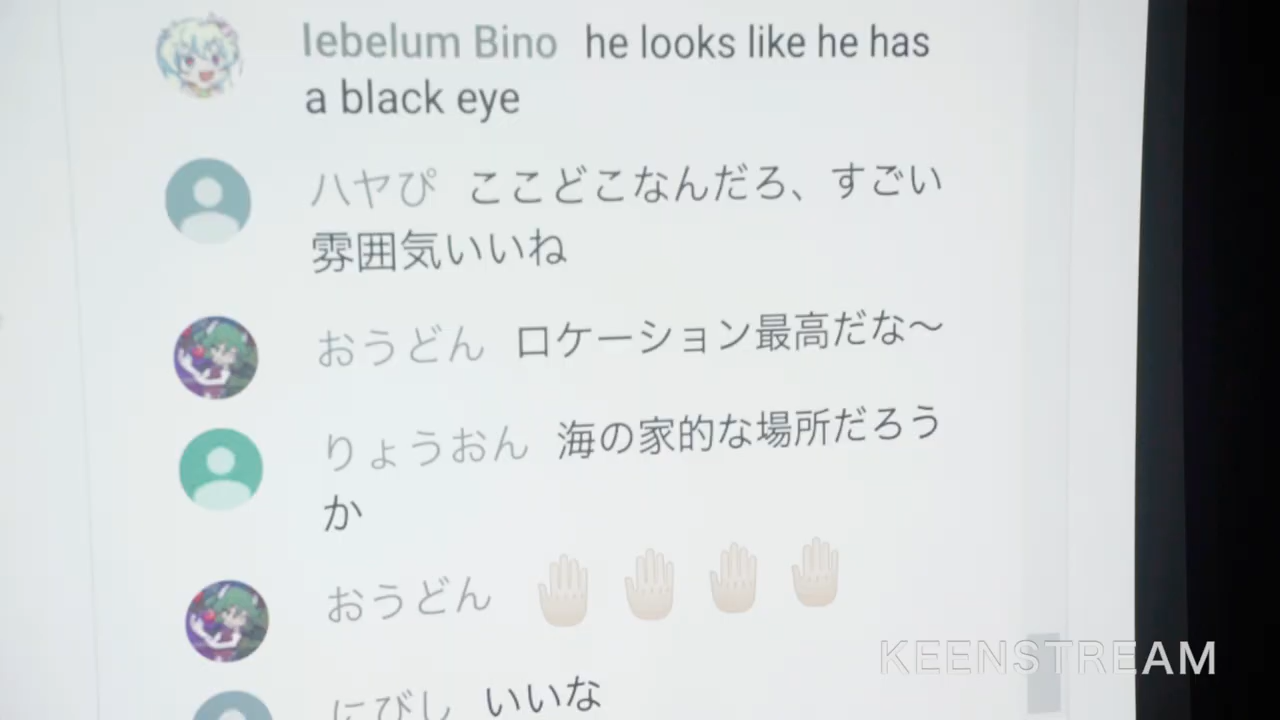 lebelum Bino he looks like he has
a black eye
ハヤぴ ここどこなんだろ、すごい
雰囲気いいね
おうどん ロケーション最高だな〜
りょうおん 海の家的な場所だろう
か
おうどん 🤚🏻🤚🏻🤚🏻🤚🏻
にびし いいな
KEENSTREAM